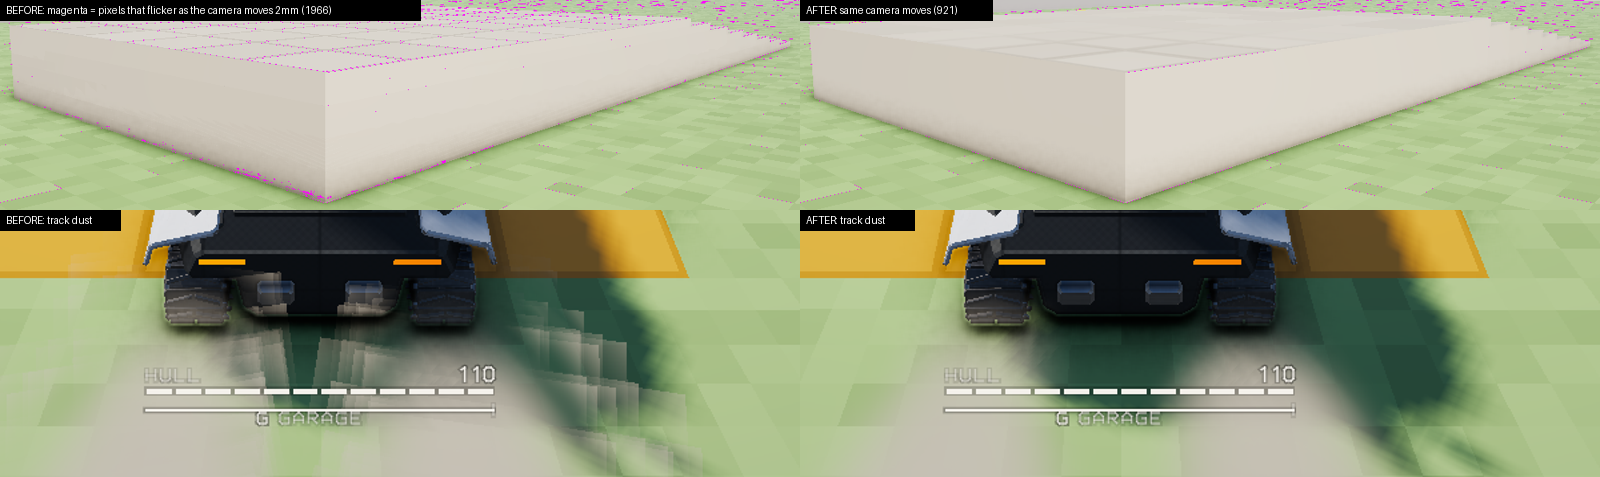 BEFORE: magenta = pixels that flicker as the camera moves 2mm (1966)
AFTER same camera moves (921)
BEFORE: track dust
AFTER: track dust
HULL 110
G GARAGE
HULL 110
G GARAGE